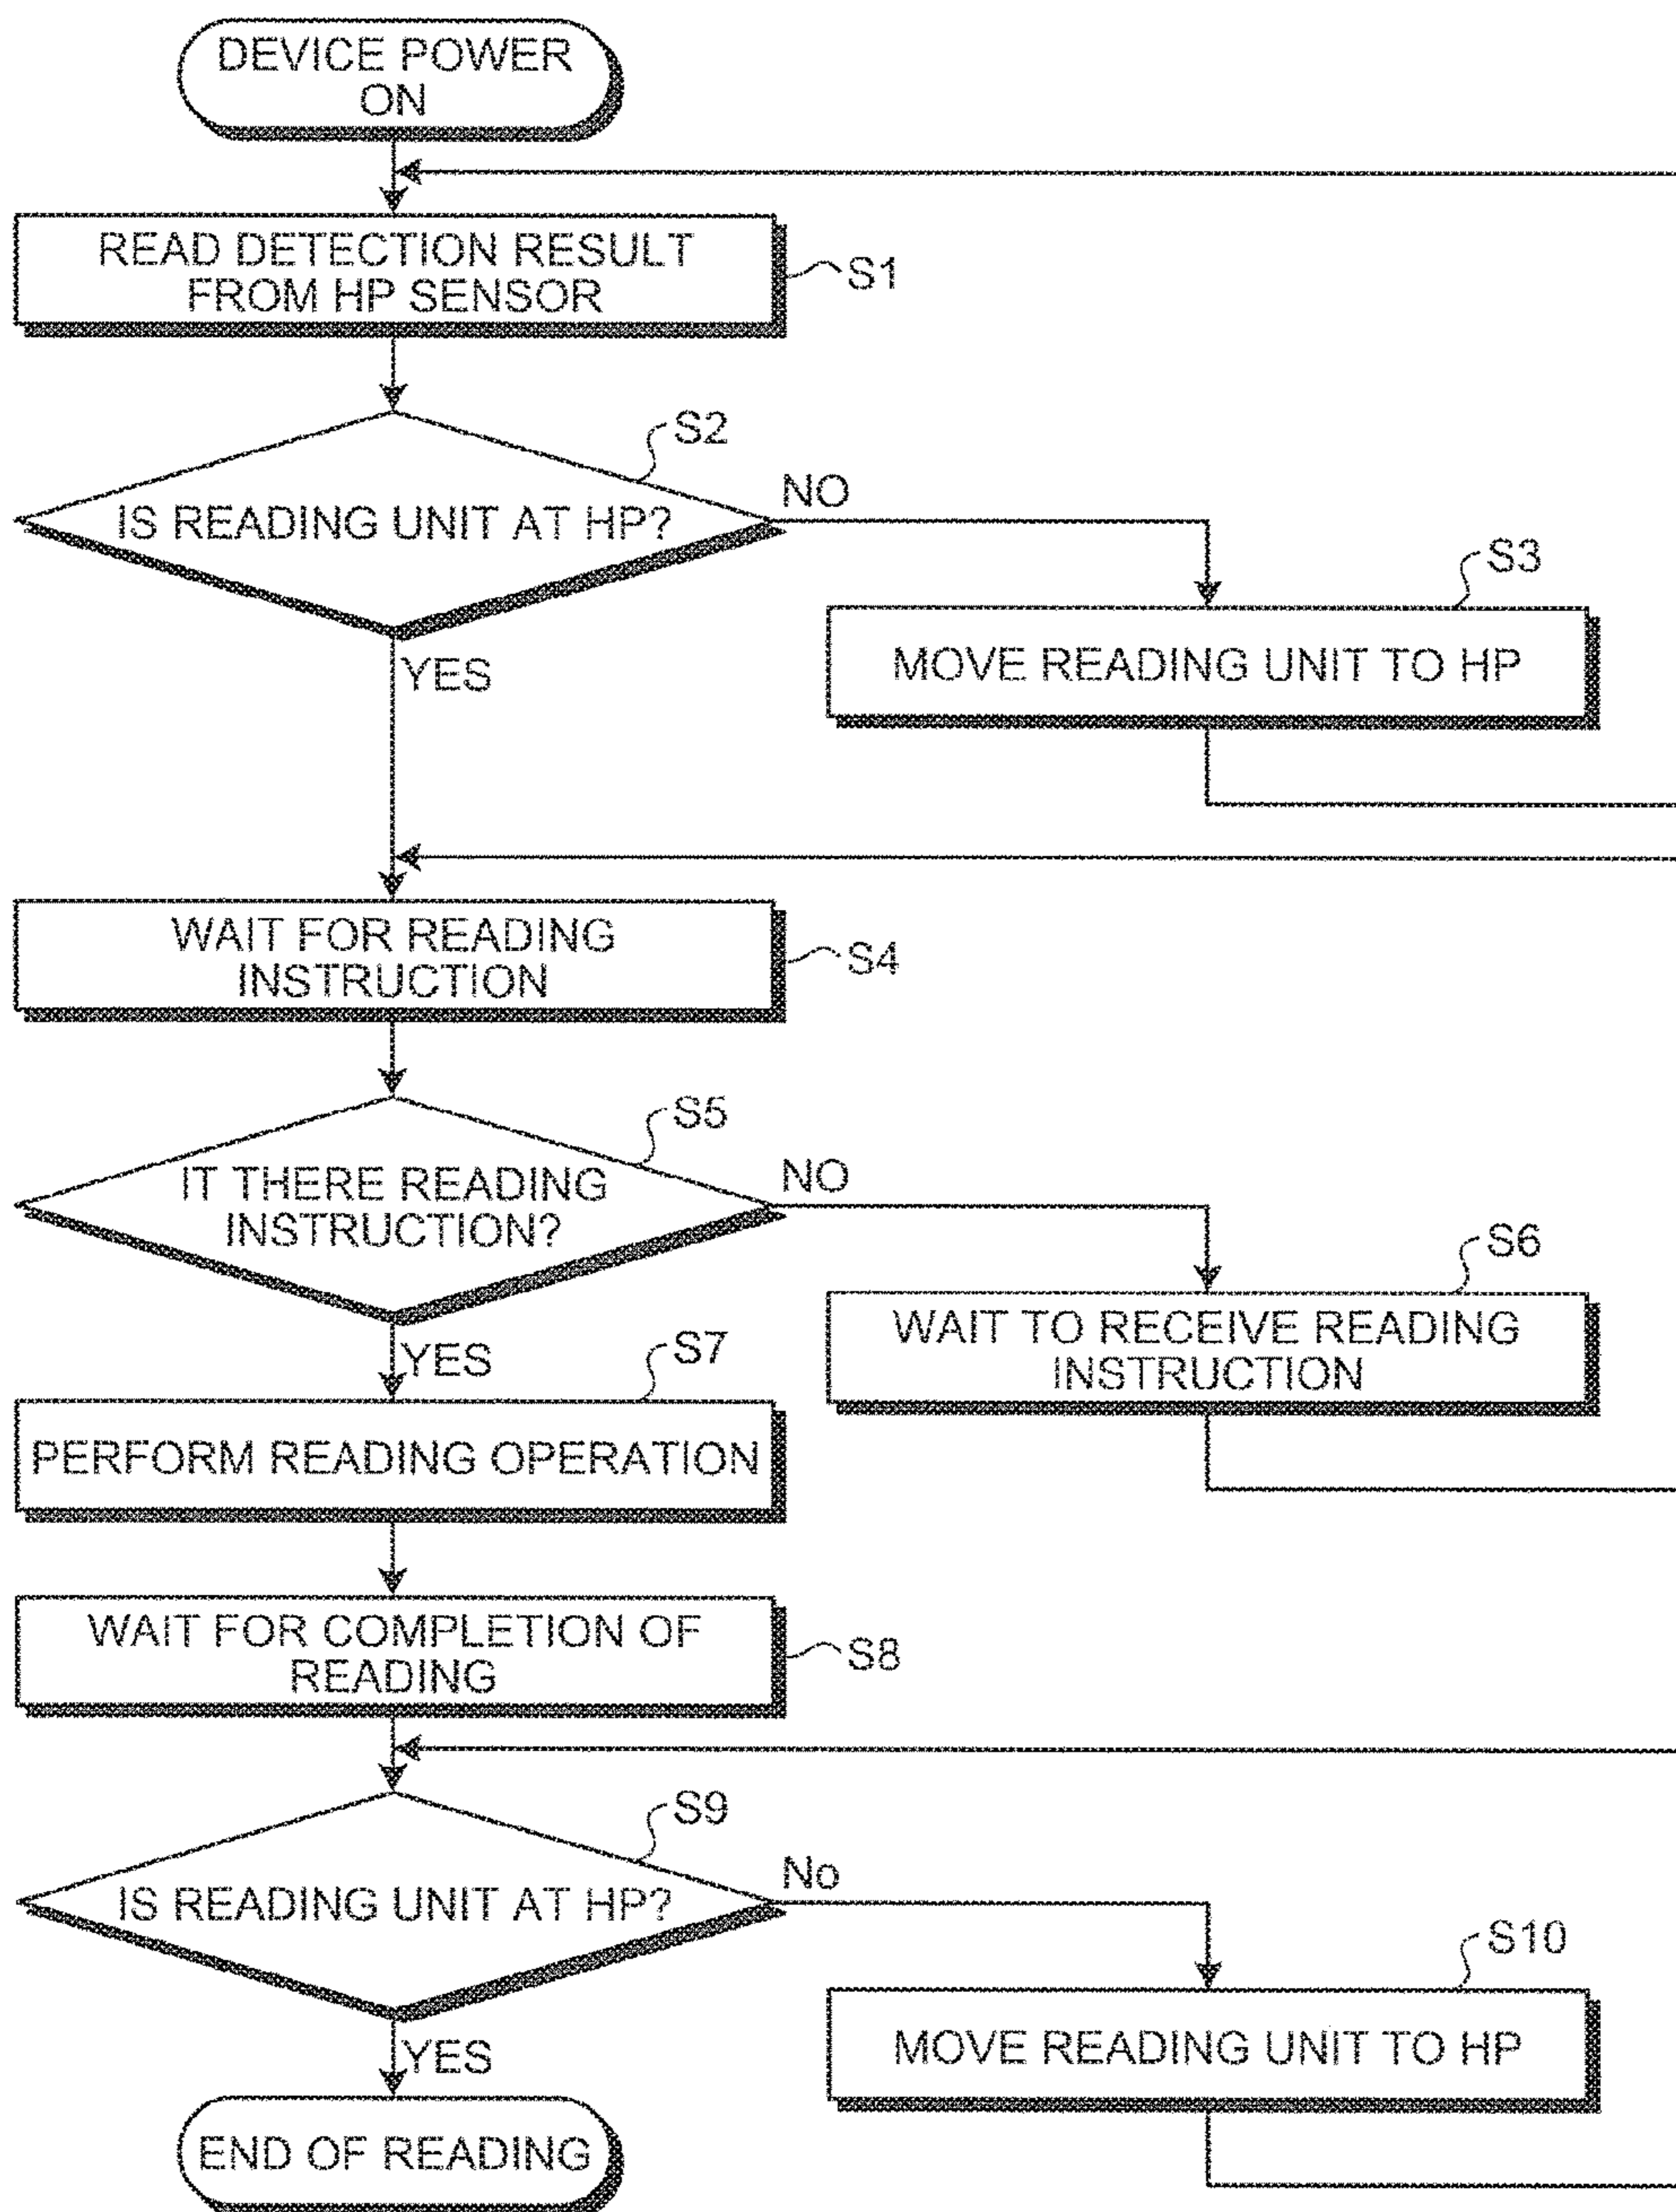 DEVICE POWER
ON
READ DETECTION RESULT
FROM HP SENSOR
S1
S2
IS READING UNIT AT HP?
NO
YES
S3
MOVE READING UNIT TO HP
WAIT FOR READING
INSTRUCTION
S4
S5
IT THERE READING
INSTRUCTION?
NO
YES
S6
WAIT TO RECEIVE READING
INSTRUCTION
S7
PERFORM READING OPERATION
WAIT FOR COMPLETION OF
READING
S8
S9
IS READING UNIT AT HP?
No
YES
S10
MOVE READING UNIT TO HP
END OF READING